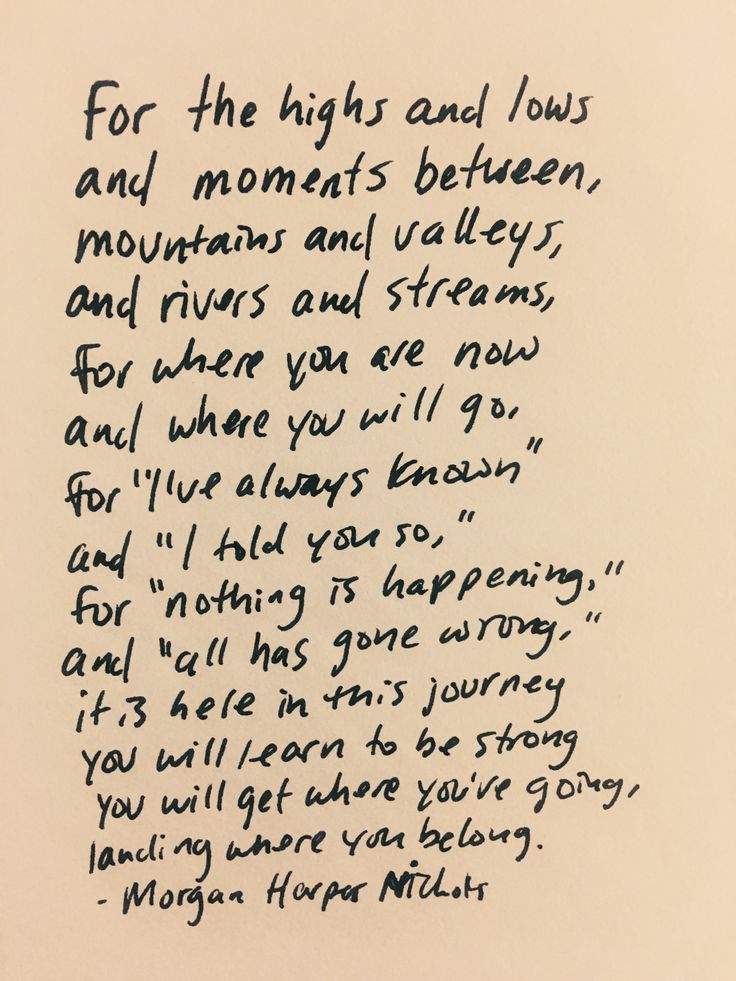 For the highs and lows
and moments between,
mountains and valleys,
and rivers and streams,
for where you are now
and where you will go,
for "I've always known"
and "I told you so,"
for "nothing is happening,"
and "all has gone wrong,"
it is here in this journey
you will learn to be strong
you will get where you've going,
landing where you belong.
- Morgan Harper Nichols